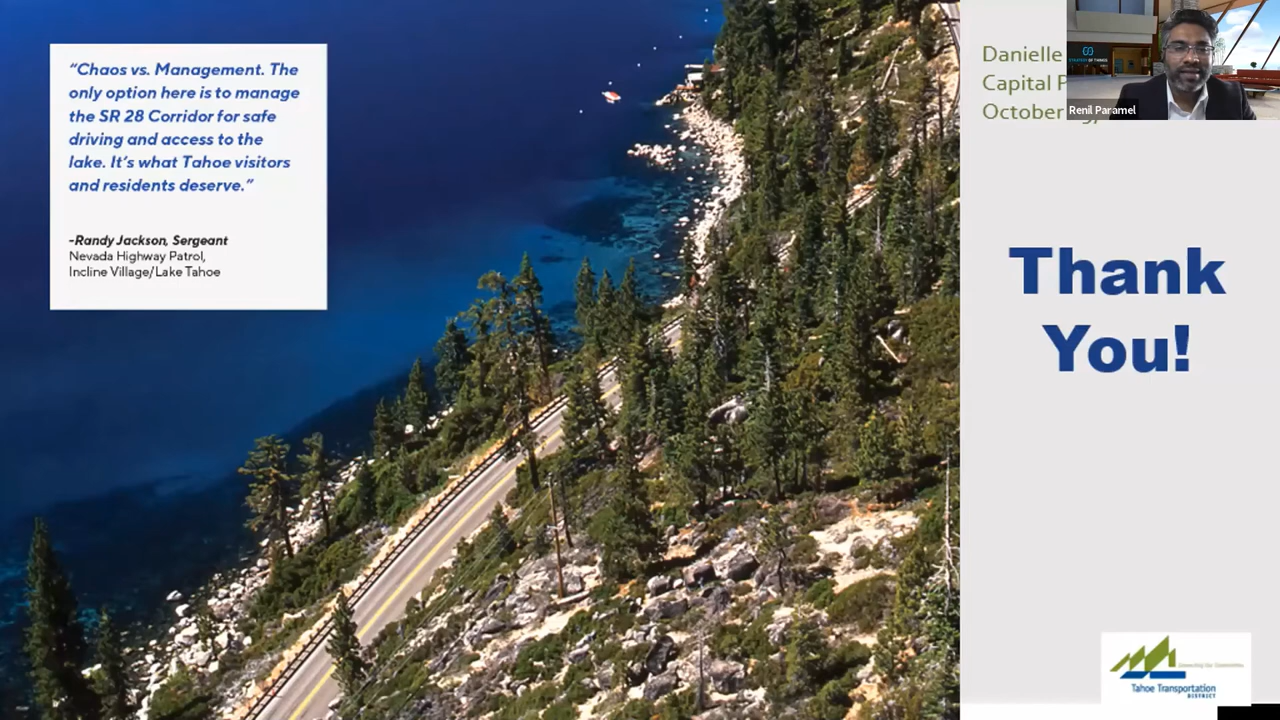 “Chaos vs. Management. The
only option here is to manage
the SR 28 Corridor for safe
driving and access to the
lake. It’s what Tahoe visitors
and residents deserve.”
-Randy Jackson, Sergeant
Nevada Highway Patrol,
Incline Village/Lake Tahoe
Danielle
Capital
October
Renil Paramel
Thank
You!
Tahoe Transportation
DISTRICT